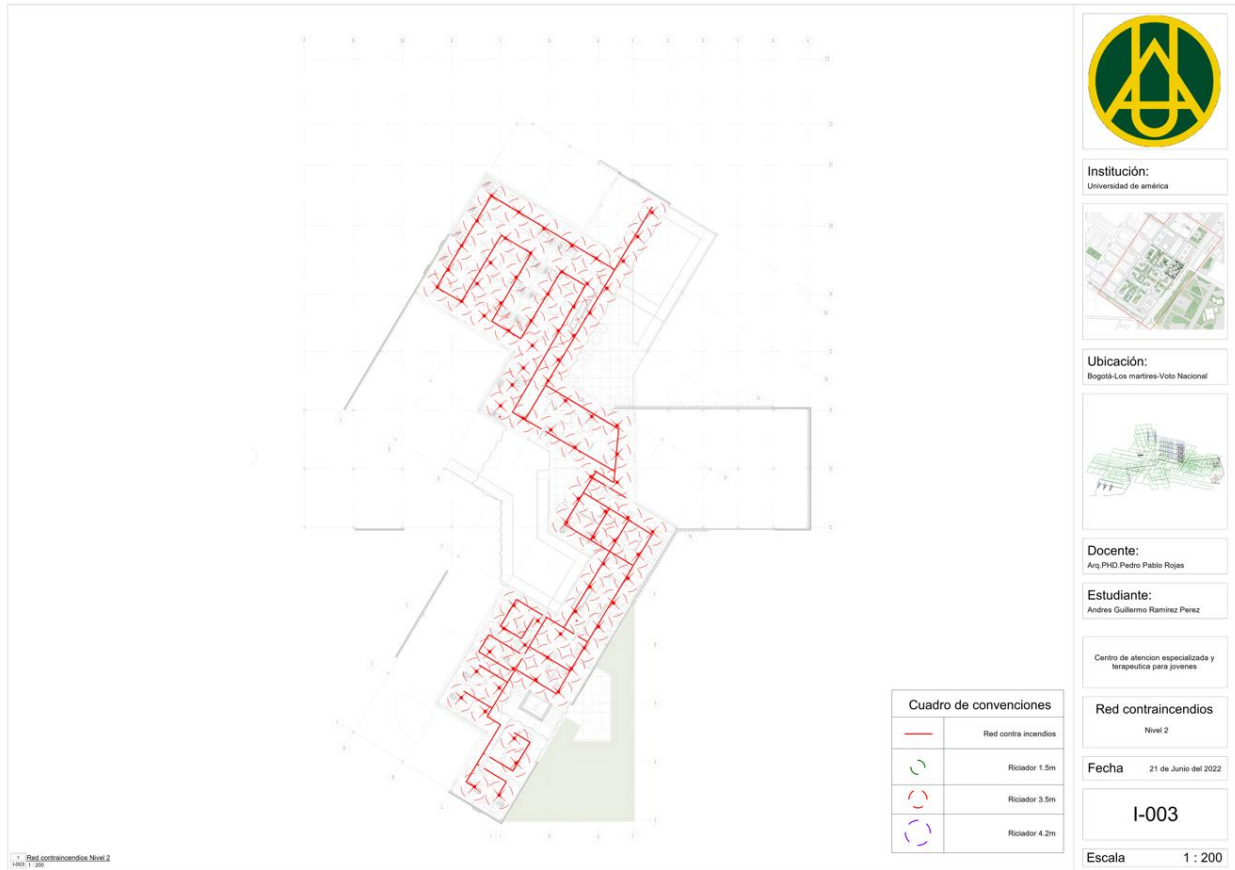 Institución:
Universidad de américa
Ubicación:
Bogotá-Los martires-Voto Nacional
Docente:
Arq.PHD.Pedro Pablo Rojas
Estudiante:
Andres Guillermo Ramirez Perez
Centro de atencion especializada y
terapeutica para jovenes
Red contraincendios
Nivel 2
Fecha 21 de Junio del 2022
I-003
Escala 1 : 200
Cuadro de convenciones
Red contra incendios
Riciador 1.5m
Riciador 3.5m
Riciador 4.2m
1 Red contraincendios Nivel 2
I-003 1 : 200